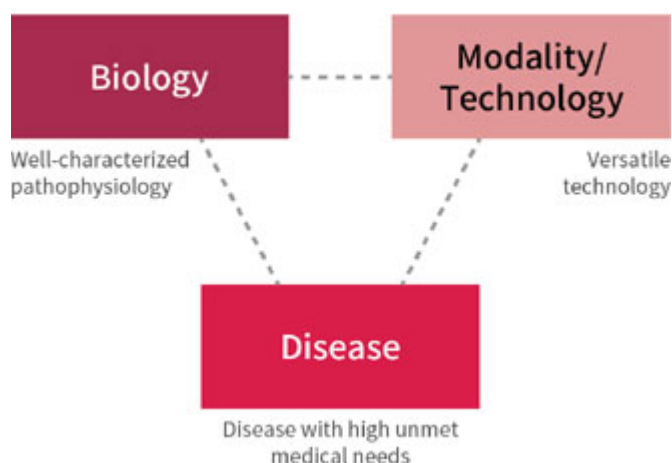 Biology
Well-characterized
pathophysiology
Modality/
Technology
Versatile
technology
Disease
Disease with high unmet
medical needs